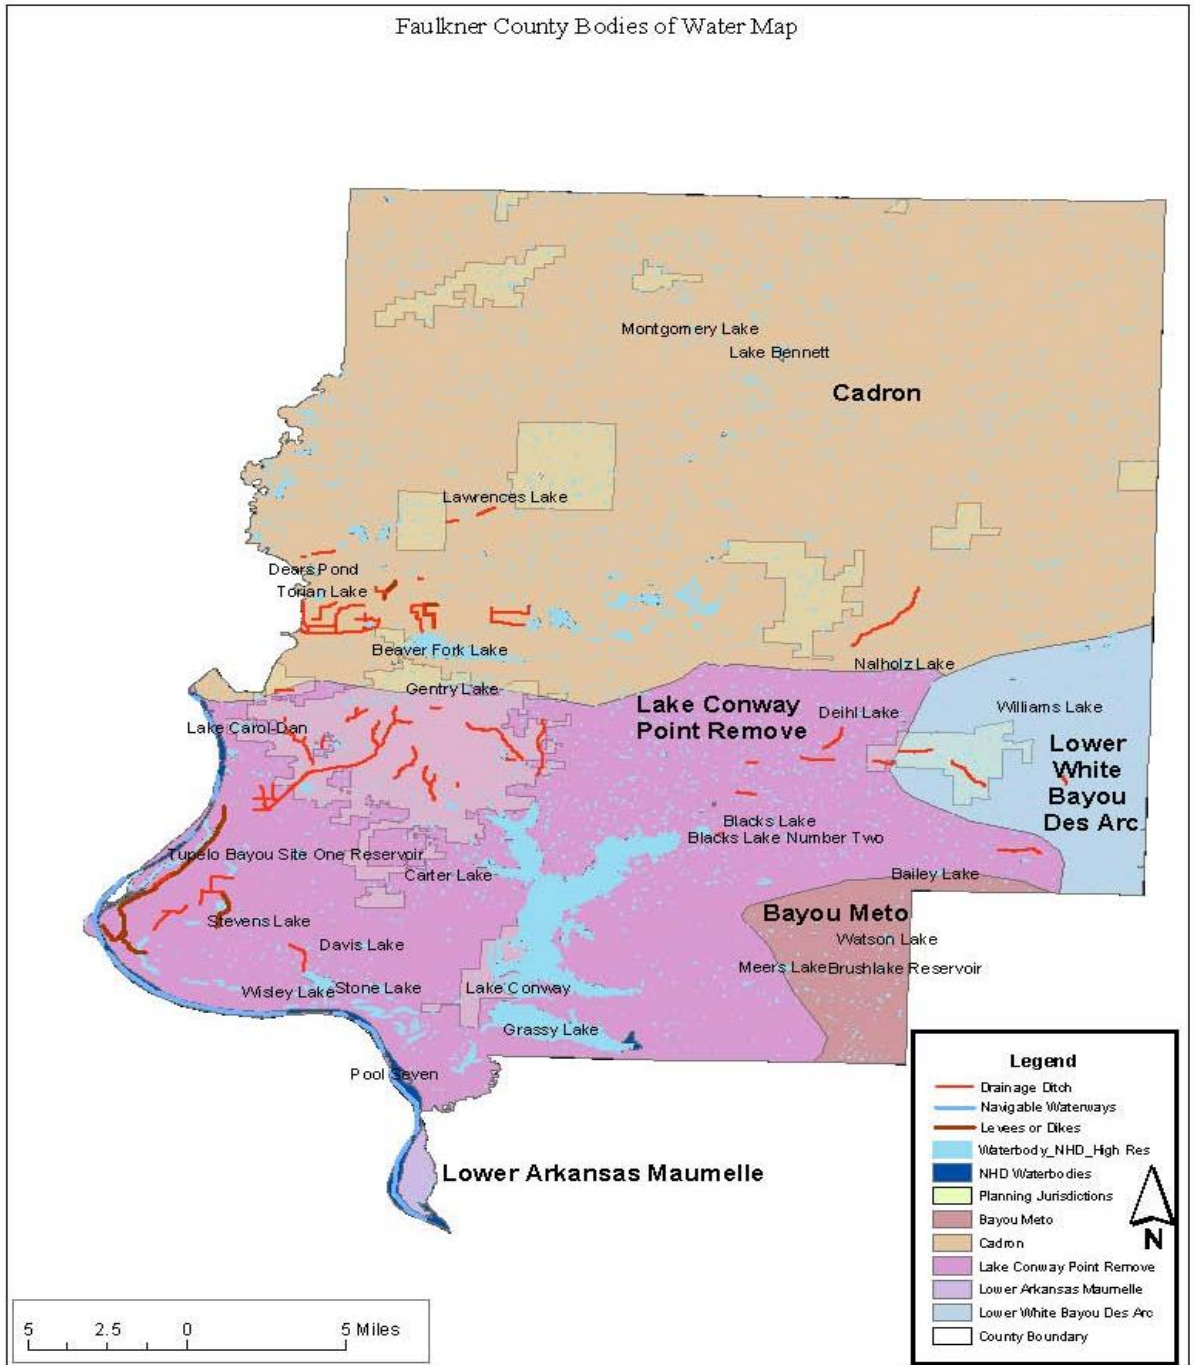 Faulkner County Bodies of Water Map
Montgomery Lake
Lake Bennett
Cadron
Lawrences Lake
Dears Pond
Torian Lake
Beaver Fork Lake
Nalholz Lake
Gentry Lake
Lake Conway
Point Remove
Deihl Lake
Williams Lake
Lake Carol-Dan
Lower
White
Bayou
Des Arc
Blacks Lake
Blacks Lake Number Two
Tupelo Bayou Site One Reservoir
Carter Lake
Bailey Lake
Stevens Lake
Bayou Meto
Davis Lake
Watson Lake
Meers Lake
Brushlake Reservoir
Wisley Lake
Stone Lake
Lake Conway
Grassy Lake
Pool Seven
Lower Arkansas Maumelle
Legend
Drainage Ditch
Navigable Waterways
Levees or Dikes
Waterbody_NHD_High Res
NHD Waterbodies
Planning Jurisdictions
Bayou Meto
Cadron
Lake Conway Point Remove
Lower Arkansas Maumelle
Lower White Bayou Des Arc
County Boundary
N
5 2.5 0 5 Miles